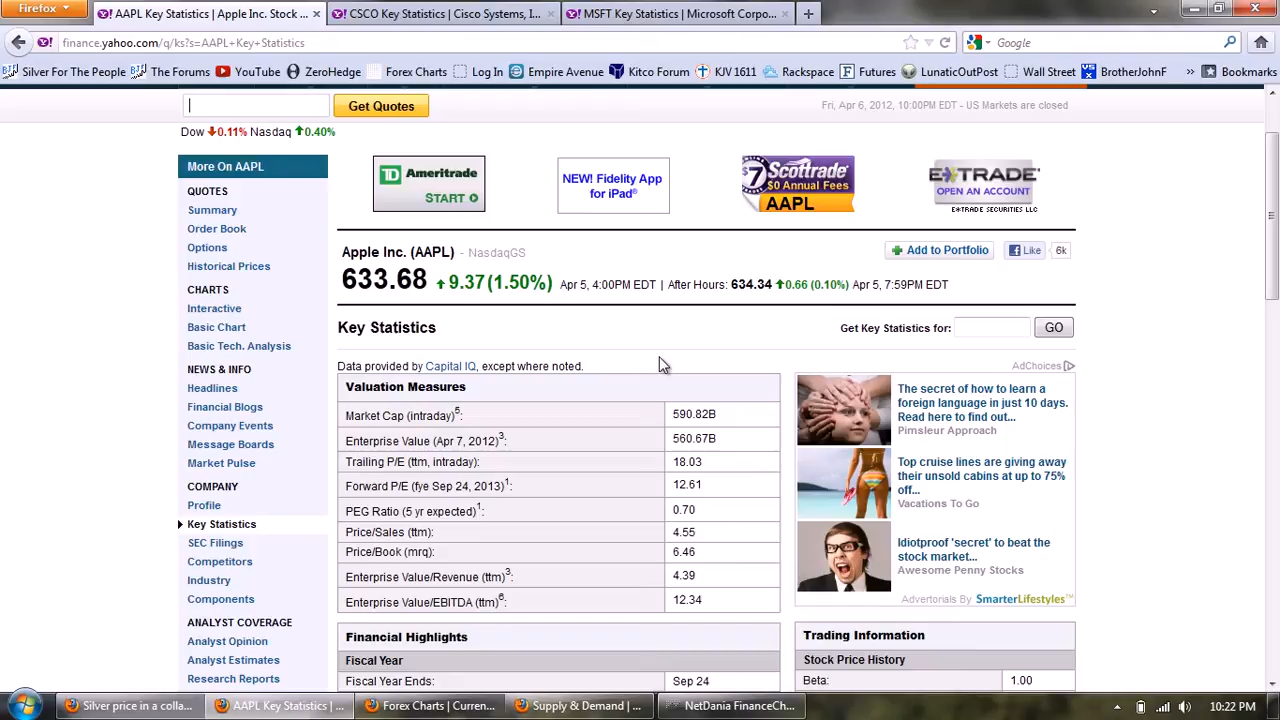 Firefox
AAPL Key Statistics | Apple Inc. Stock ...
CSCO Key Statistics | Cisco Systems, I...
MSFT Key Statistics | Microsoft Corpo...
finance.yahoo.com/q/ks?s=AAPL+Key+Statistics
Google
Silver For The People
The Forums
YouTube
ZeroHedge
Forex Charts
Log In
Empire Avenue
Kitco Forum
KJV 1611
Rackspace
Futures
LunaticOutPost
Wall Street
BrotherJohnF
»
Bookmarks
Get Quotes
Fri, Apr 6, 2012, 10:00PM EDT - US Markets are closed
Dow 0.11% Nasdaq 0.40%
More On AAPL
QUOTES
Summary
Order Book
Options
Historical Prices
CHARTS
Interactive
Basic Chart
Basic Tech. Analysis
NEWS & INFO
Headlines
Financial Blogs
Company Events
Message Boards
Market Pulse
COMPANY
Profile
Key Statistics
SEC Filings
Competitors
Industry
Components
ANALYST COVERAGE
Analyst Opinion
Analyst Estimates
Research Reports
TD Ameritrade
START
NEW! Fidelity App
for iPad®
$7 Scottrade
$0 Annual Fees
AAPL
E*TRADE
OPEN AN ACCOUNT
E*TRADE SECURITIES LLC
Apple Inc. (AAPL) - NasdaqGS
Add to Portfolio
Like 6k
633.68 9.37(1.50%) Apr 5, 4:00PM EDT | After Hours: 634.34 0.66 (0.10%) Apr 5, 7:59PM EDT
Key Statistics
Get Key Statistics for: GO
Data provided by Capital IQ, except where noted.
Valuation Measures
Market Cap (intraday)5: 590.82B
Enterprise Value (Apr 7, 2012)3: 560.67B
Trailing P/E (ttm, intraday): 18.03
Forward P/E (fye Sep 24, 2013)1: 12.61
PEG Ratio (5 yr expected)1: 0.70
Price/Sales (ttm): 4.55
Price/Book (mrq): 6.46
Enterprise Value/Revenue (ttm)3: 4.39
Enterprise Value/EBITDA (ttm)6: 12.34
Financial Highlights
Fiscal Year
Fiscal Year Ends: Sep 24
AdChoices
The secret of how to learn a
foreign language in just 10 days.
Read here to find out...
Pimsleur Approach
Top cruise lines are giving away
their unsold cabins at up to 75%
off...
Vacations To Go
Idiotproof 'secret' to beat the
stock market...
Awesome Penny Stocks
Advertorials By SmarterLifestyles™
Trading Information
Stock Price History
Beta: 1.00
Silver price in a colla...
AAPL Key Statistics | ...
Forex Charts | Curren...
Supply & Demand | ...
NetDania FinanceCh...
10:22 PM